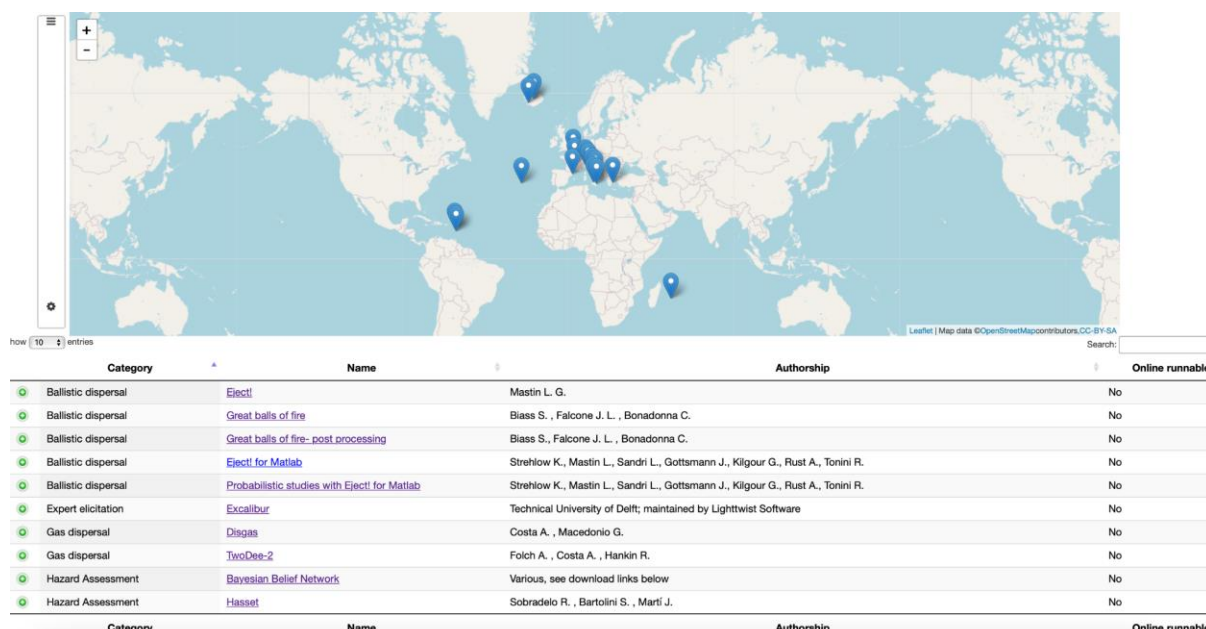 +
-
Leaflet | Map data ©OpenStreetMapcontributors,CC-BY-SA
how 10 entries
Search:
Category Name Authorship Online runnable
Ballistic dispersal Eject! Mastin L. G. No
Ballistic dispersal Great balls of fire Biass S. , Falcone J. L. , Bonadonna C. No
Ballistic dispersal Great balls of fire- post processing Biass S., Falcone J. L. , Bonadonna C. No
Ballistic dispersal Eject! for Matlab Strehlow K., Mastin L., Sandri L., Gottsmann J., Kilgour G., Rust A., Tonini R. No
Ballistic dispersal Probabilistic studies with Eject! for Matlab Strehlow K., Mastin L., Sandri L., Gottsmann J., Kilgour G., Rust A., Tonini R. No
Expert elicitation Excalibur Technical University of Delft; maintained by Lighttwist Software No
Gas dispersal Disgas Costa A. , Macedonio G. No
Gas dispersal TwoDee-2 Folch A. , Costa A. , Hankin R. No
Hazard Assessment Bayesian Belief Network Various, see download links below No
Hazard Assessment Hasset Sobradelo R. , Bartolini S. , Martí J. No
Category Name Authorship Online runnable